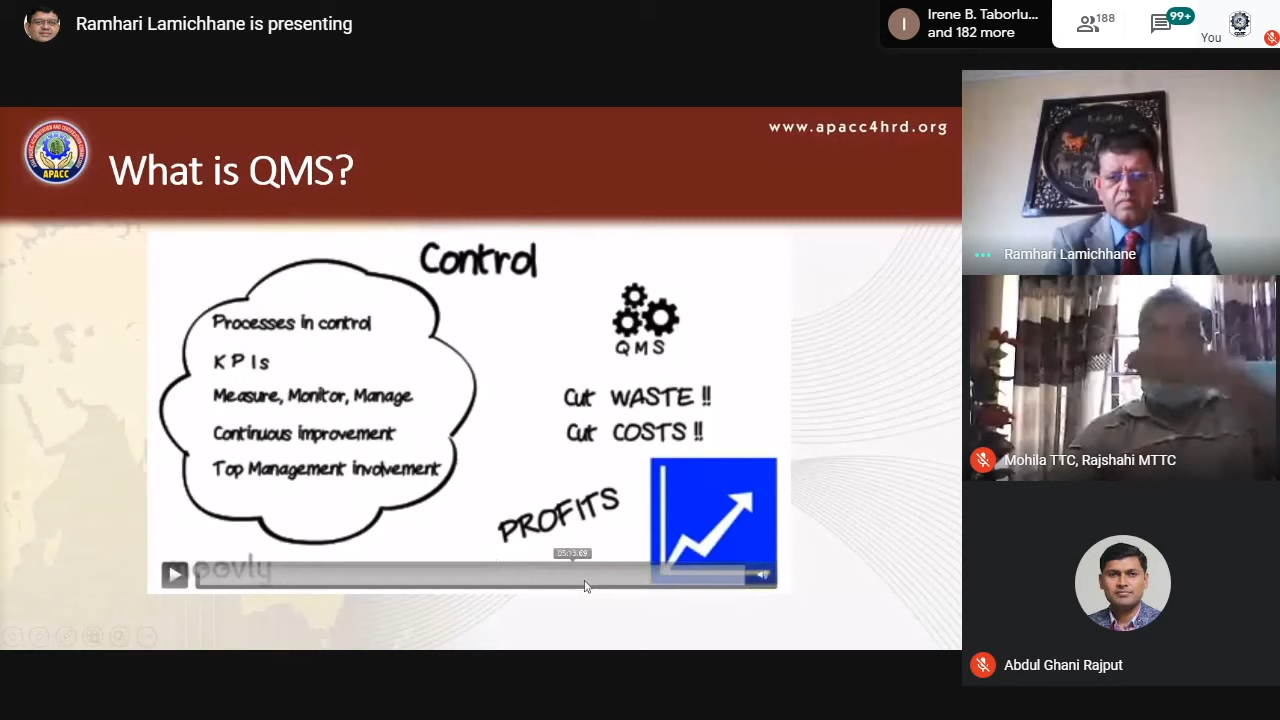 Ramhari Lamichhane is presenting
I
Irene B. Taborlu...
and 182 more
188
99+
You
www.apacc4hrd.org
APACC
What is QMS?
Control
Processes in control
KPIs
Measure, Monitor, Manage
Continuous improvement
Top Management involvement
QMS
Cut WASTE !!
Cut COSTS !!
PROFITS
Ramhari Lamichhane
Mohila TTC, Rajshahi MTTC
Abdul Ghani Rajput